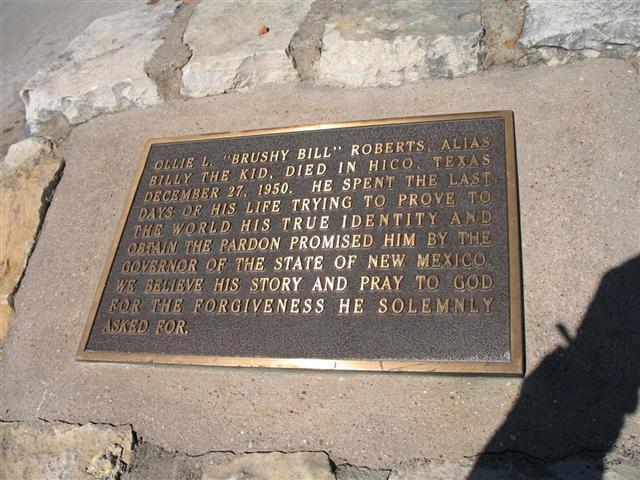 OLLIE L. "BRUSHY BILL" ROBERTS, ALIAS
BILLY THE KID, DIED IN HICO, TEXAS
DECEMBER 27, 1950. HE SPENT THE LAST
DAYS OF HIS LIFE TRYING TO PROVE TO
THE WORLD HIS TRUE IDENTITY AND
OBTAIN THE PARDON PROMISED HIM BY THE
GOVERNOR OF THE STATE OF NEW MEXICO.
WE BELIEVE HIS STORY AND PRAY TO GOD
FOR THE FORGIVENESS HE SOLEMNLY
ASKED FOR.